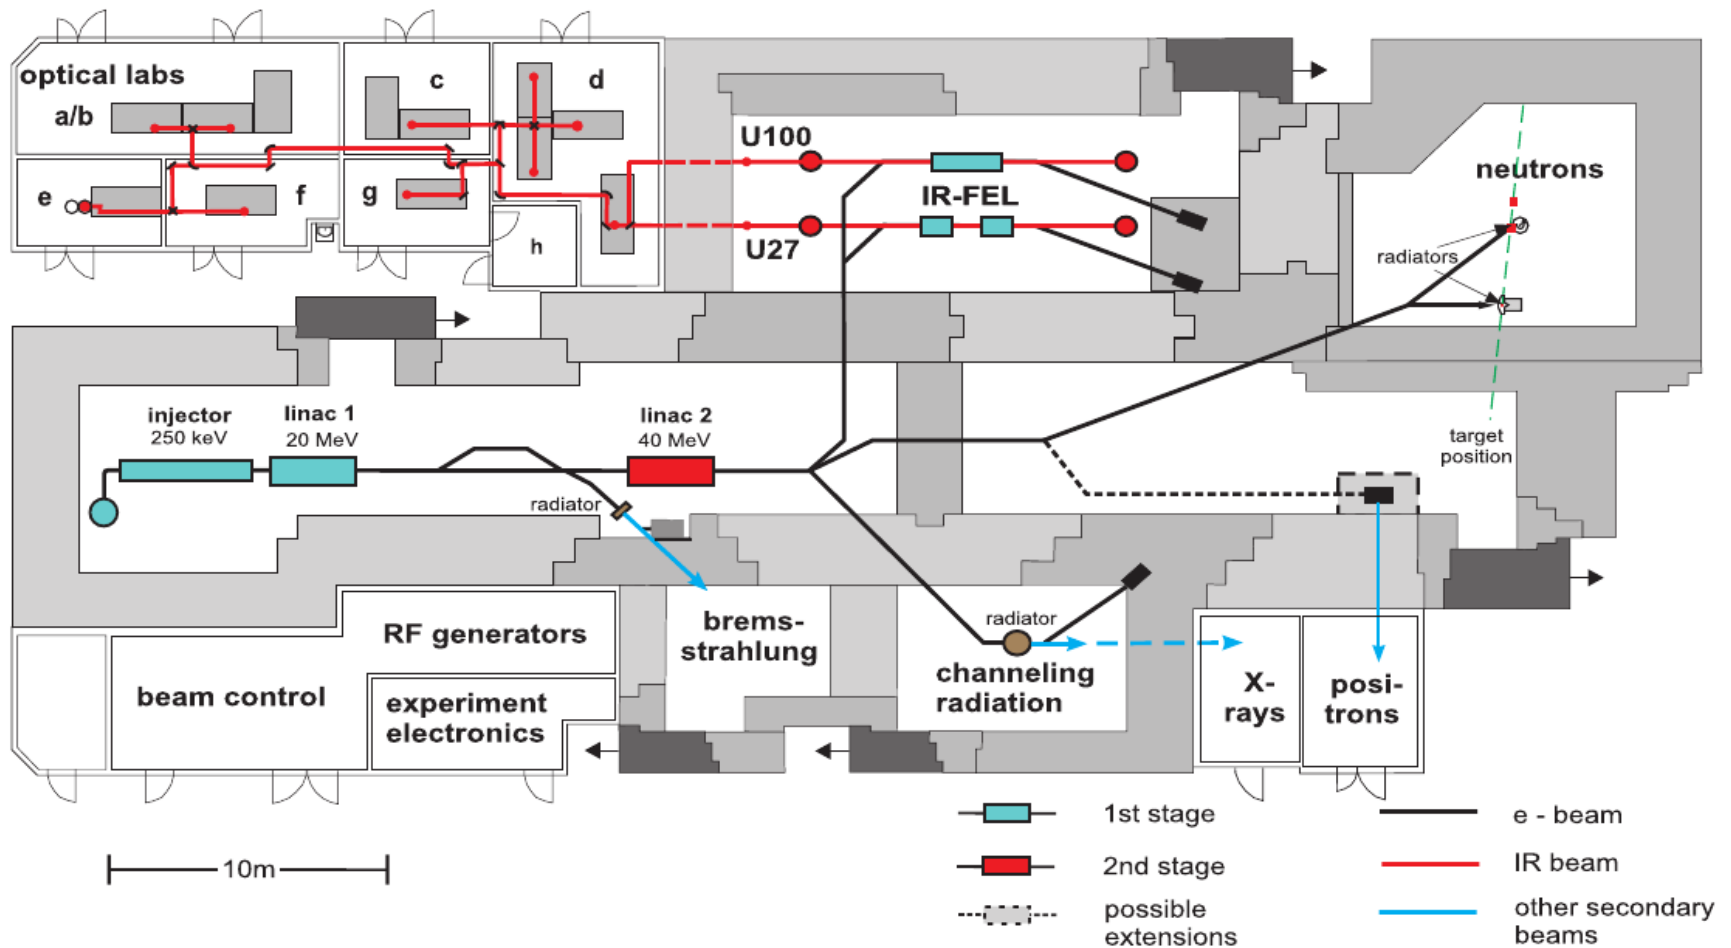 optical labs
a/b
c
d
e
f
g
h
U100
IR-FEL
U27
neutrons
radiators
target
position
injector
250 keV
linac 1
20 MeV
linac 2
40 MeV
radiator
RF generators
beam control
experiment
electronics
brems-
strahlung
radiator
channeling
radiation
X-
rays
posi-
trons
10m
1st stage
2nd stage
possible
extensions
e - beam
IR beam
other secondary
beams